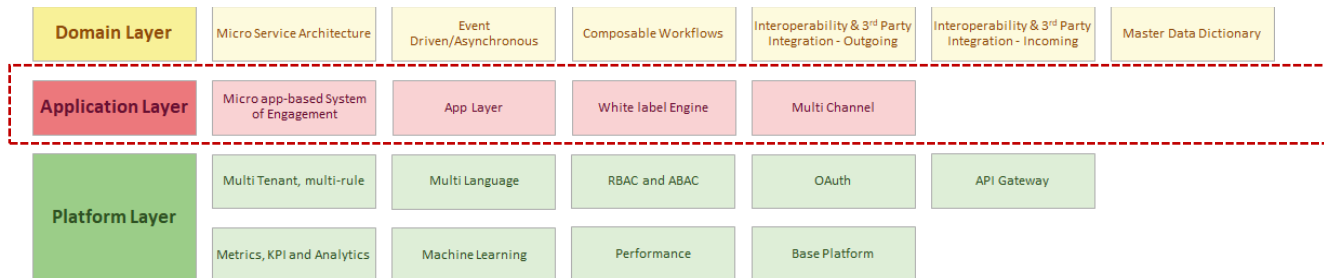 Domain Layer
Micro Service Architecture
Event
Driven/Asynchronous
Composable Workflows
Interoperability & 3rd Party
Integration - Outgoing
Interoperability & 3rd Party
Integration - Incoming
Master Data Dictionary
Application Layer
Micro app-based System
of Engagement
App Layer
White label Engine
Multi Channel
Platform Layer
Multi Tenant, multi-rule
Multi Language
RBAC and ABAC
OAuth
API Gateway
Metrics, KPI and Analytics
Machine Learning
Performance
Base Platform